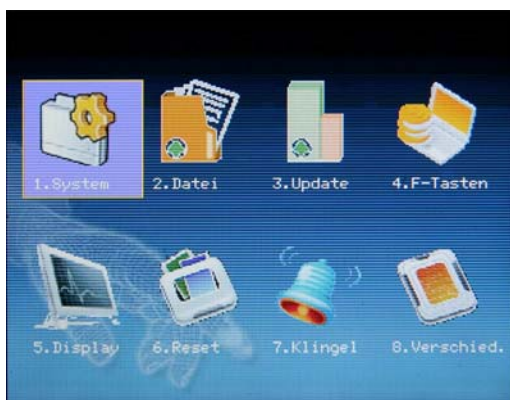 1.System 2.Datei 3.Update 4.F-Tasten
5.Display 6.Reset 7.Klingel 8.Verschied.